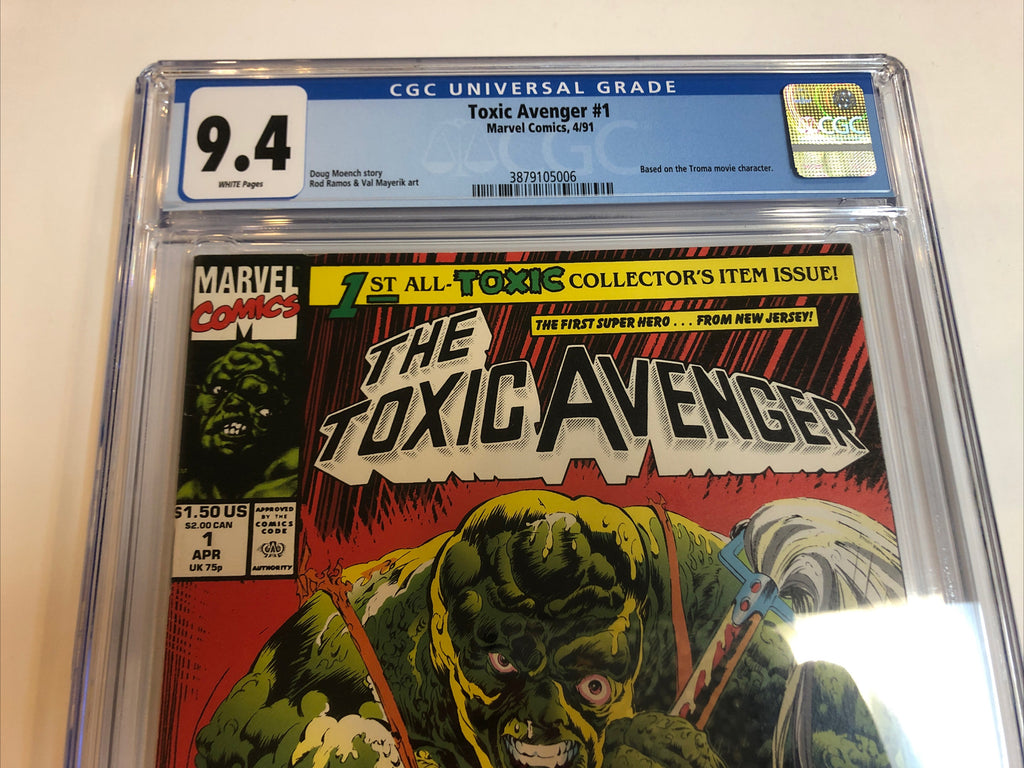 CGC UNIVERSAL GRADE
9.4
WHITE Pages
Toxic Avenger #1
Marvel Comics, 4/91
Doug Moench story
Rod Ramos & Val Mayerik art
CGC
3879105006
Based on the Troma movie character.
CGC
MARVEL
COMICS
1ST ALL-TOXIC COLLECTOR'S ITEM ISSUE!
THE FIRST SUPER HERO . . . FROM NEW JERSEY!
THE
TOXIC AVENGER
$1.50 US
$2.00 CAN
1
APR
UK 75p
APPROVED
BY THE
COMICS
CODE
AUTHORITY